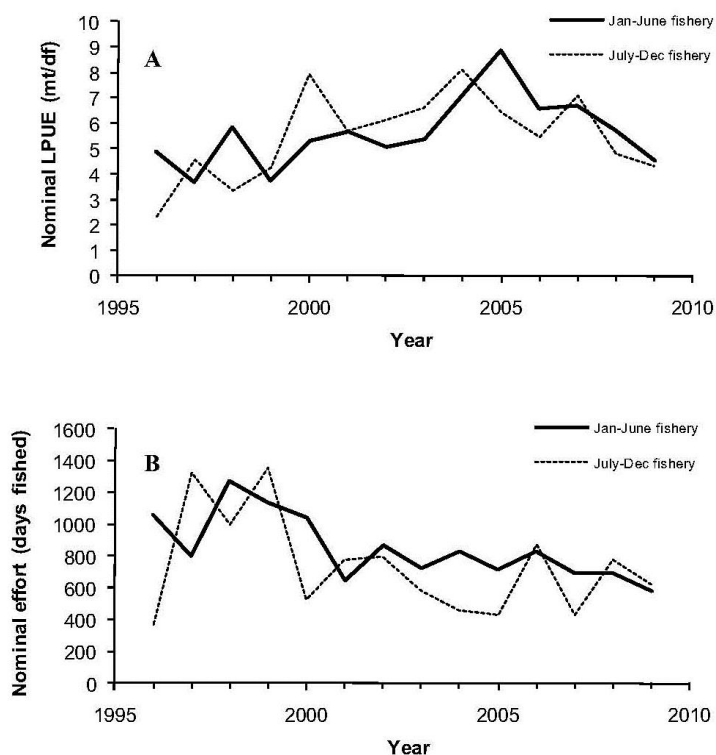 10
9
8
7
6
5
4
3
2
1
0
Nominal LPUE (mt/df)
A
Jan-June fishery
July-Dec fishery
1995
2000
2005
2010
Year
1600
1400
1200
1000
800
600
400
200
0
Nominal effort (days fished)
B
Jan-June fishery
July-Dec fishery
1995
2000
2005
2010
Year